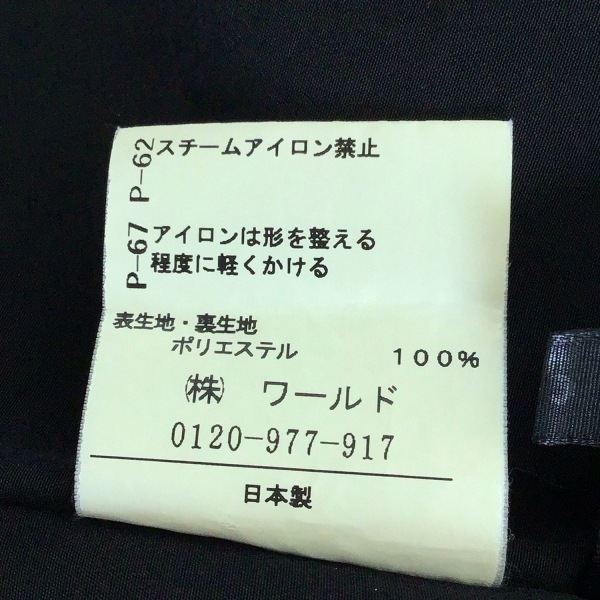 P-62 スチームアイロン禁止
P-67 アイロンは形を整える
程度に軽くかける
表生地・裏生地
ポリエステル 100%
㈱ ワールド
0120-977-917
日本製